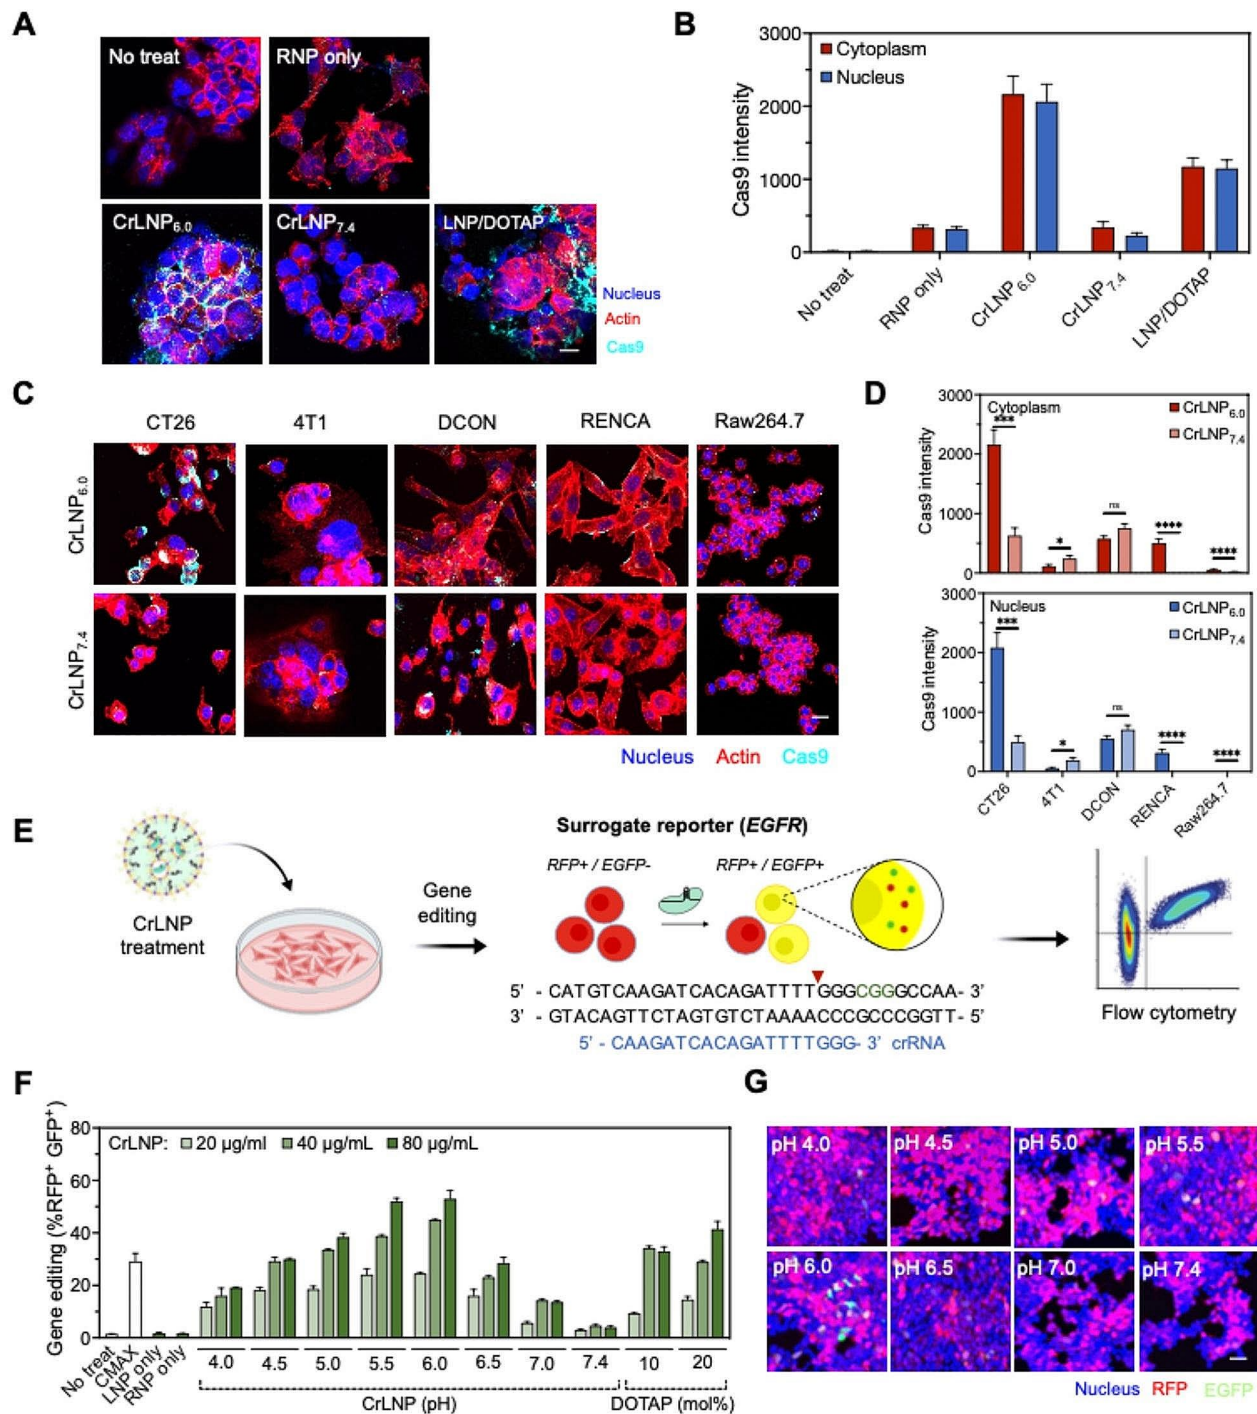 A
No treat
RNP only
CrLNP6.0
CrLNP7.4
LNP/DOTAP
Nucleus
Actin
Cas9
B
3000
2000
1000
0
Cas9 intensity
Cytoplasm
Nucleus
No treat
RNP only
CrLNP6.0
CrLNP7.4
LNP/DOTAP
C
CT26
4T1
DCON
RENCA
Raw264.7
CrLNP6.0
CrLNP7.4
Nucleus Actin Cas9
D
3000
2000
1000
0
Cas9 intensity
Cytoplasm
CrLNP6.0
CrLNP7.4
***
*
ns
****
****
3000
2000
1000
0
Cas9 intensity
Nucleus
CrLNP6.0
CrLNP7.4
***
*
ns
****
****
CT26
4T1
DCON
RENCA
Raw264.7
E
CrLNP
treatment
Gene
editing
Surrogate reporter (EGFR)
RFP+ / EGFP-
RFP+ / EGFP+
5' - CATGTCAAGATCACAGATTTTGGGCGGGCCAA- 3'
3' - GTACAGTTCTAGTGTCTAAAACCCGCCCGGTT- 5'
5' - CAAGATCACAGATTTTGGG- 3' crRNA
Flow cytometry
F
80
60
40
20
0
Gene editing (%RFP+ GFP+)
CrLNP: 20 µg/ml 40 µg/mL 80 µg/mL
No treat
CMAX
LNP only
RNP only
4.0 4.5 5.0 5.5 6.0 6.5 7.0 7.4 10 20
CrLNP (pH)
DOTAP (mol%)
G
pH 4.0
pH 4.5
pH 5.0
pH 5.5
pH 6.0
pH 6.5
pH 7.0
pH 7.4
Nucleus RFP EGFP